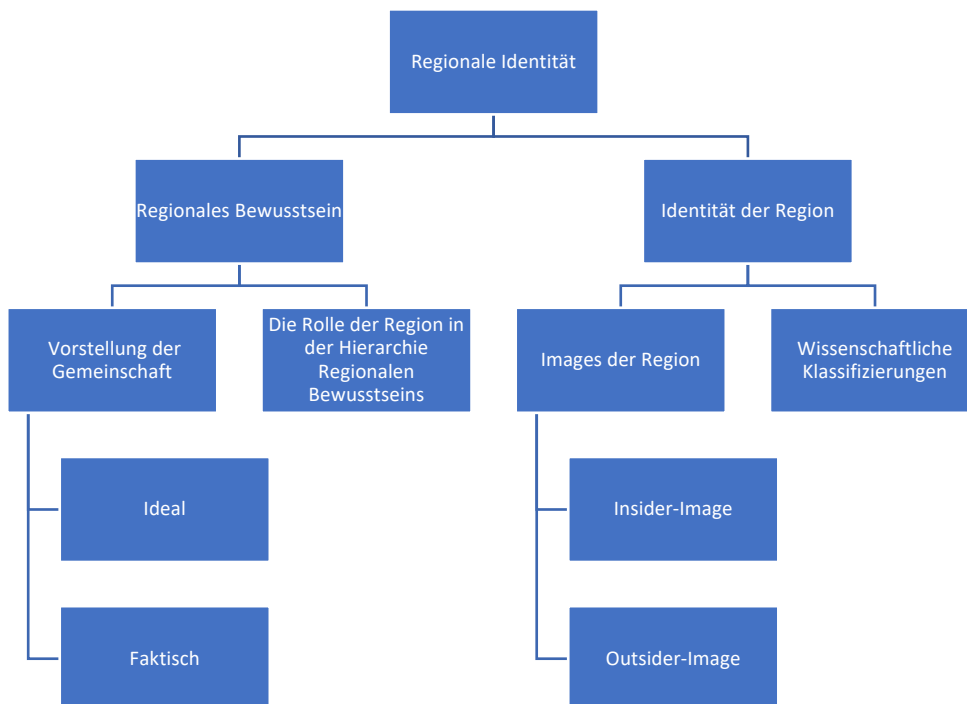 Regionale Identität
Regionales Bewusstsein
Identität der Region
Vorstellung der
Gemeinschaft
Die Rolle der Region in
der Hierarchie
Regionalen
Bewusstseins
Images der Region
Wissenschaftliche
Klassifizierungen
Ideal
Insider-Image
Faktisch
Outsider-Image